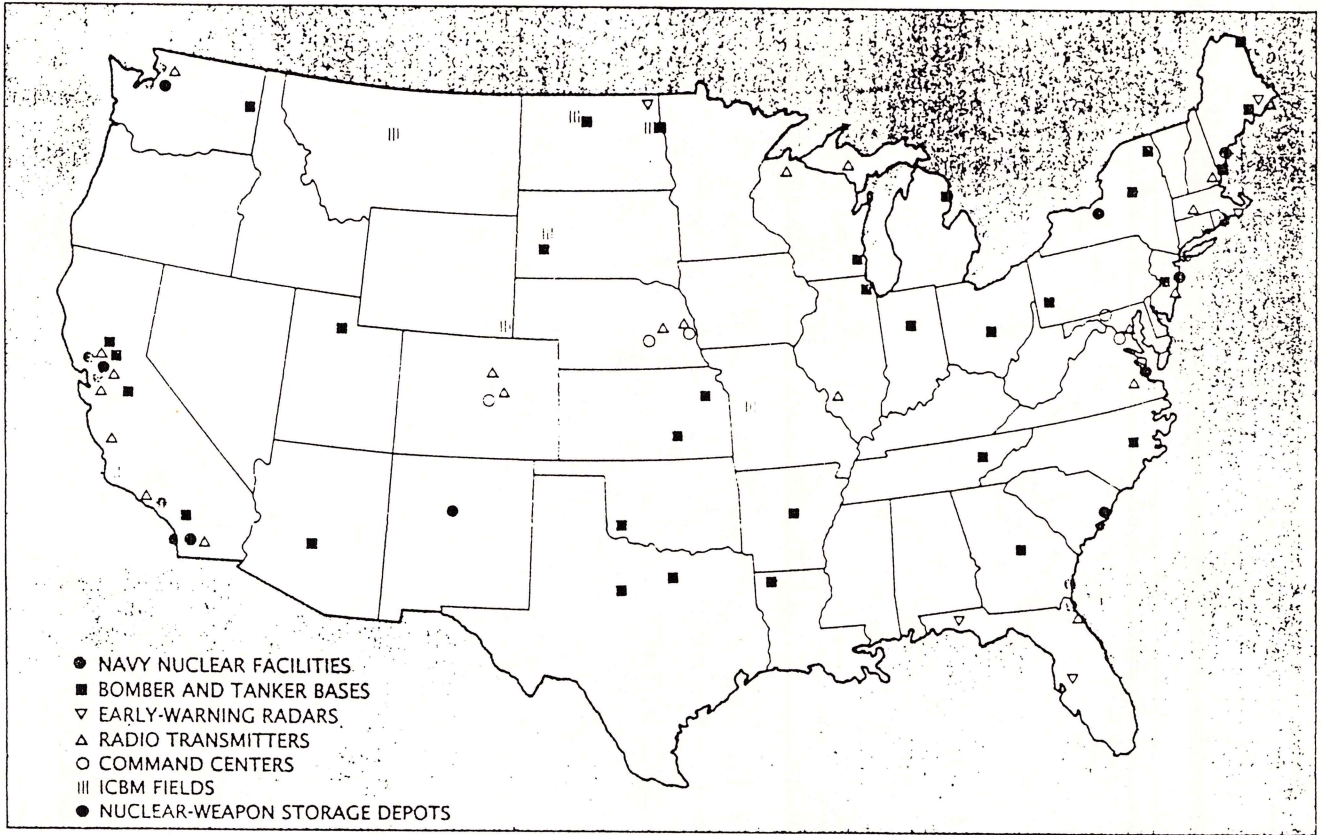 NAVY NUCLEAR FACILITIES
BOMBER AND TANKER BASES
EARLY-WARNING RADARS
RADIO TRANSMITTERS
COMMAND CENTERS
ICBM FIELDS
NUCLEAR-WEAPON STORAGE DEPOTS